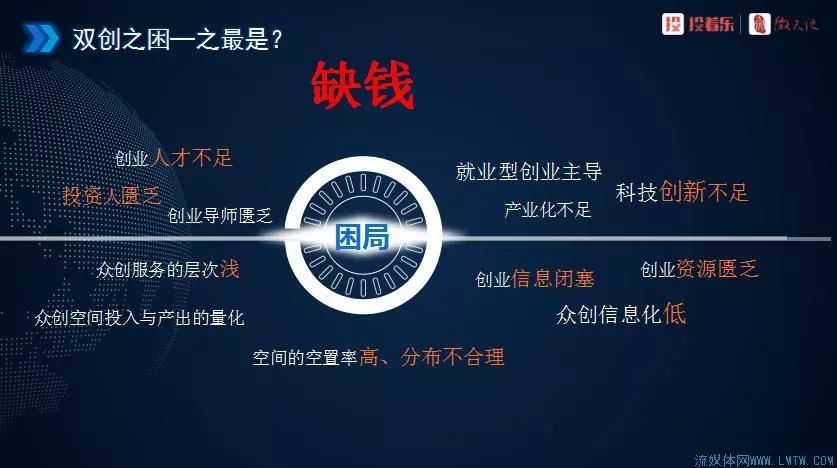 双创之困—之最是？
投 投着乐 微天使
缺钱
创业人才不足
投资人匮乏
创业导师匮乏
就业型创业主导
科技创新不足
产业化不足
困局
众创服务的层次浅
众创空间投入与产出的量化
创业信息闭塞
创业资源匮乏
众创信息化低
空间的空置率高、分布不合理
流媒体网WWW.LMTW.COM